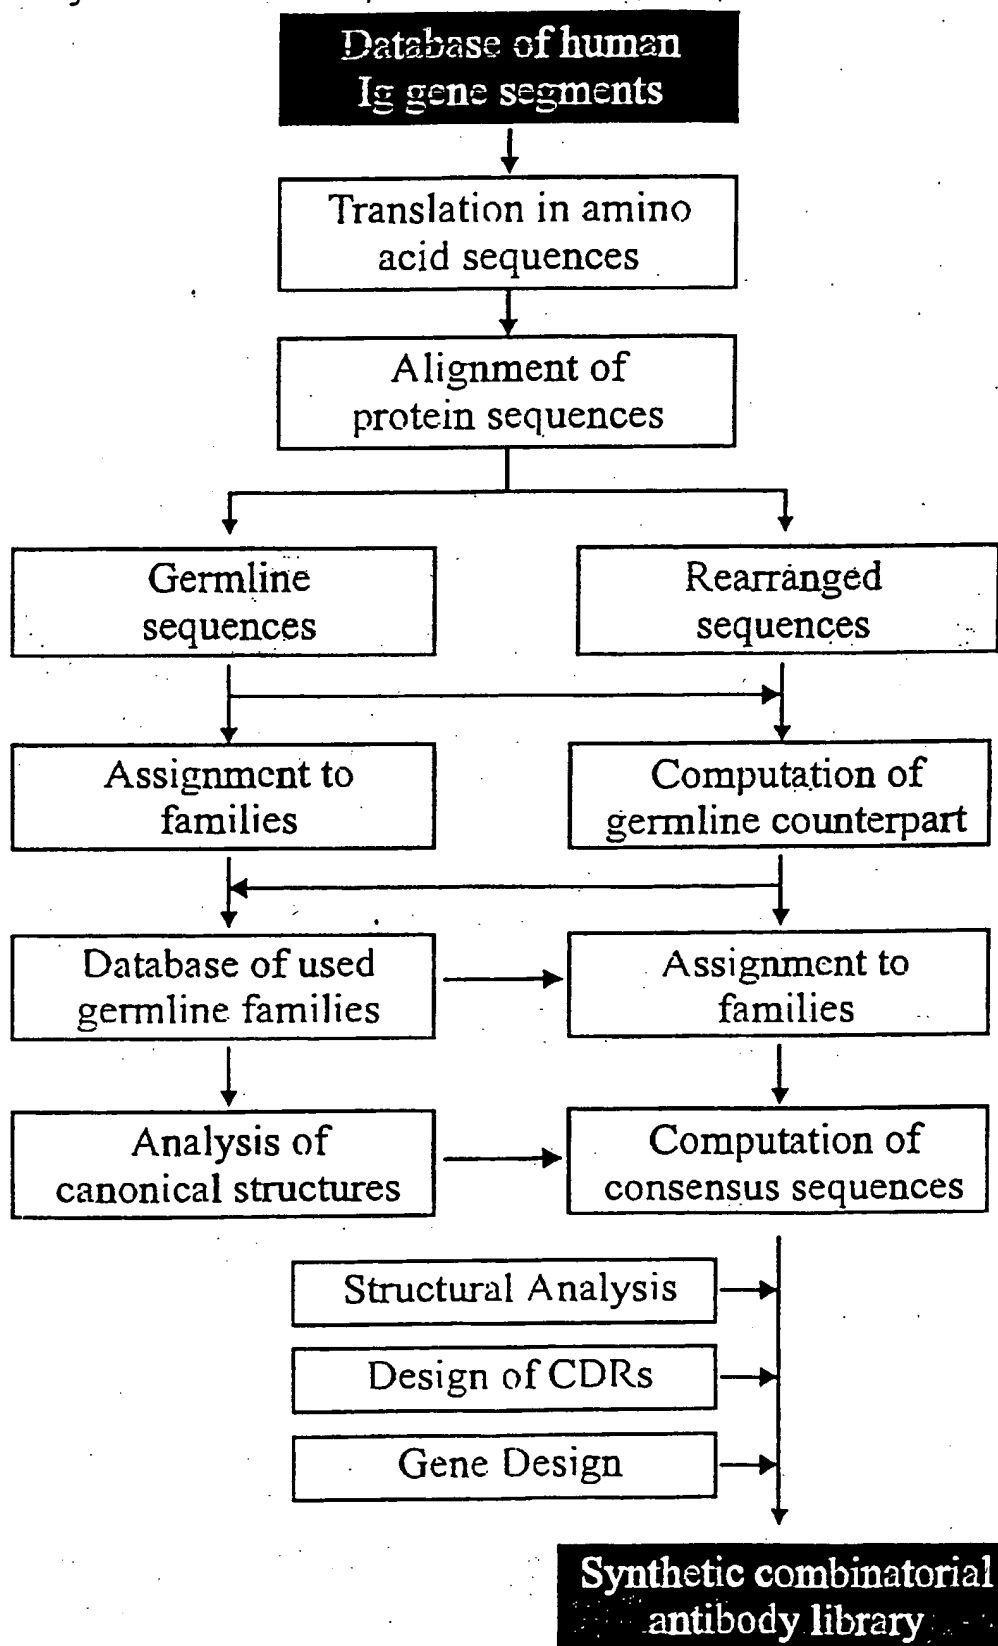 Database of human
Ig gene segments
Translation in amino
acid sequences
Alignment of
protein sequences
Germline
sequences
Rearranged
sequences
Assignment to
families
Computation of
germline counterpart
Database of used
germline families
Assignment to
families
Analysis of
canonical structures
Computation of
consensus sequences
Structural Analysis
Design of CDRs
Gene Design
Synthetic combinatorial
antibody library